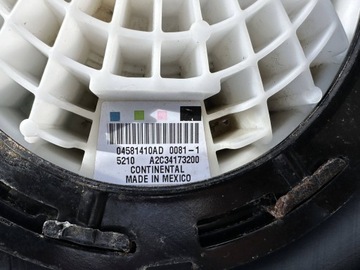 04581410AD 0081-1
5210 A2C34173200
CONTINENTAL
MADE IN MEXICO